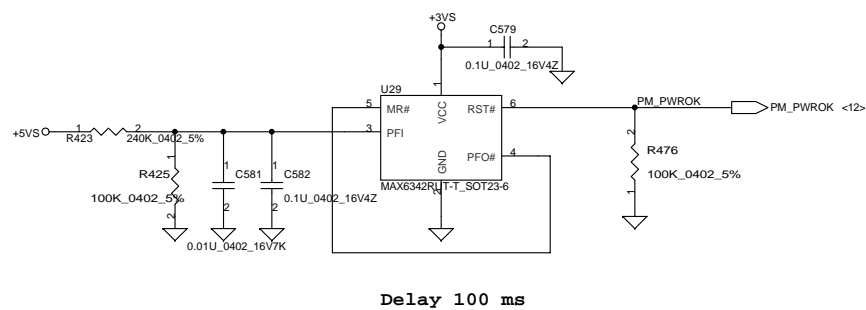 +3VS
C579
1 2
0.1U_0402_16V4Z
U29
1
5 MR# VCC RST# 6 PM_PWROK PM_PWROK <12>
+5VS 1 2 3 PFI
R423 240K_0402_5%
2
R476
1
R425
1
C581
1
C582
GND PFO# 4
100K_0402_5%
100K_0402_5%
2 2 2
0.1U_0402_16V4Z
MAX6342RUT-T_SOT23-6
2
1
0.01U_0402_16V7K
Delay 100 ms